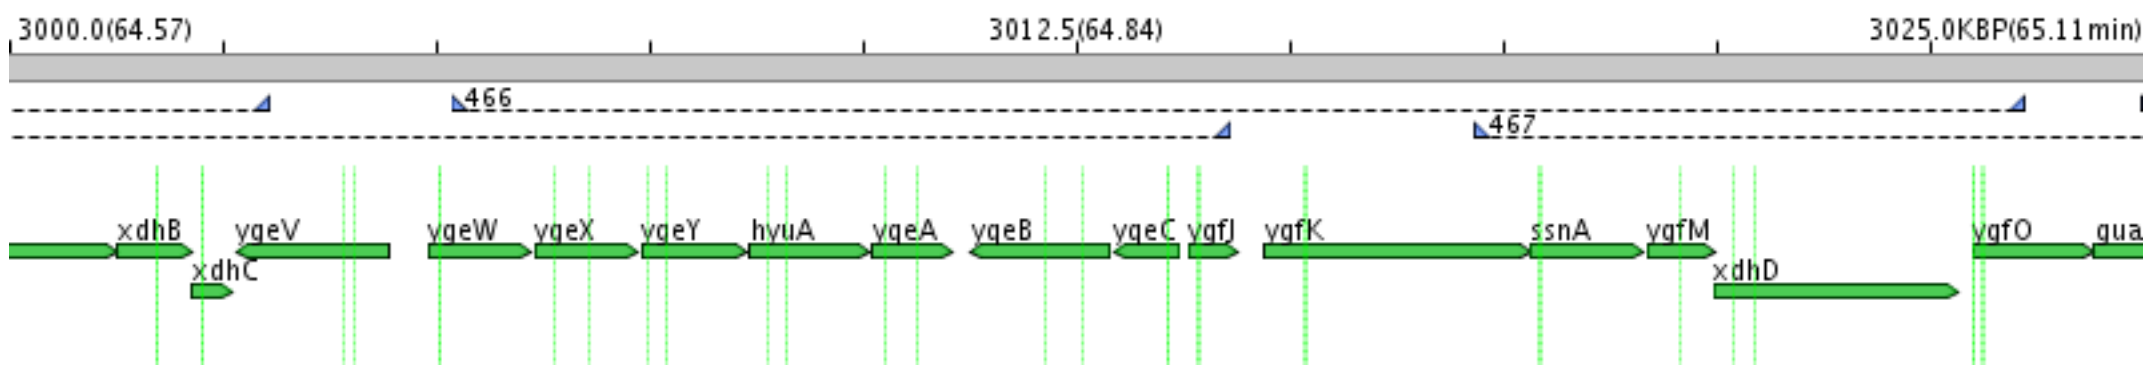 3000.0(64.57) 3012.5(64.84) 3025.0KBP(65.11min)
466
467
xdhB ygeV ygeW ygeX ygeY hyuA ygeA ygeB ygeC ygfJ ygfK ssnA ygfM ygfO gua
xdhC xdhD